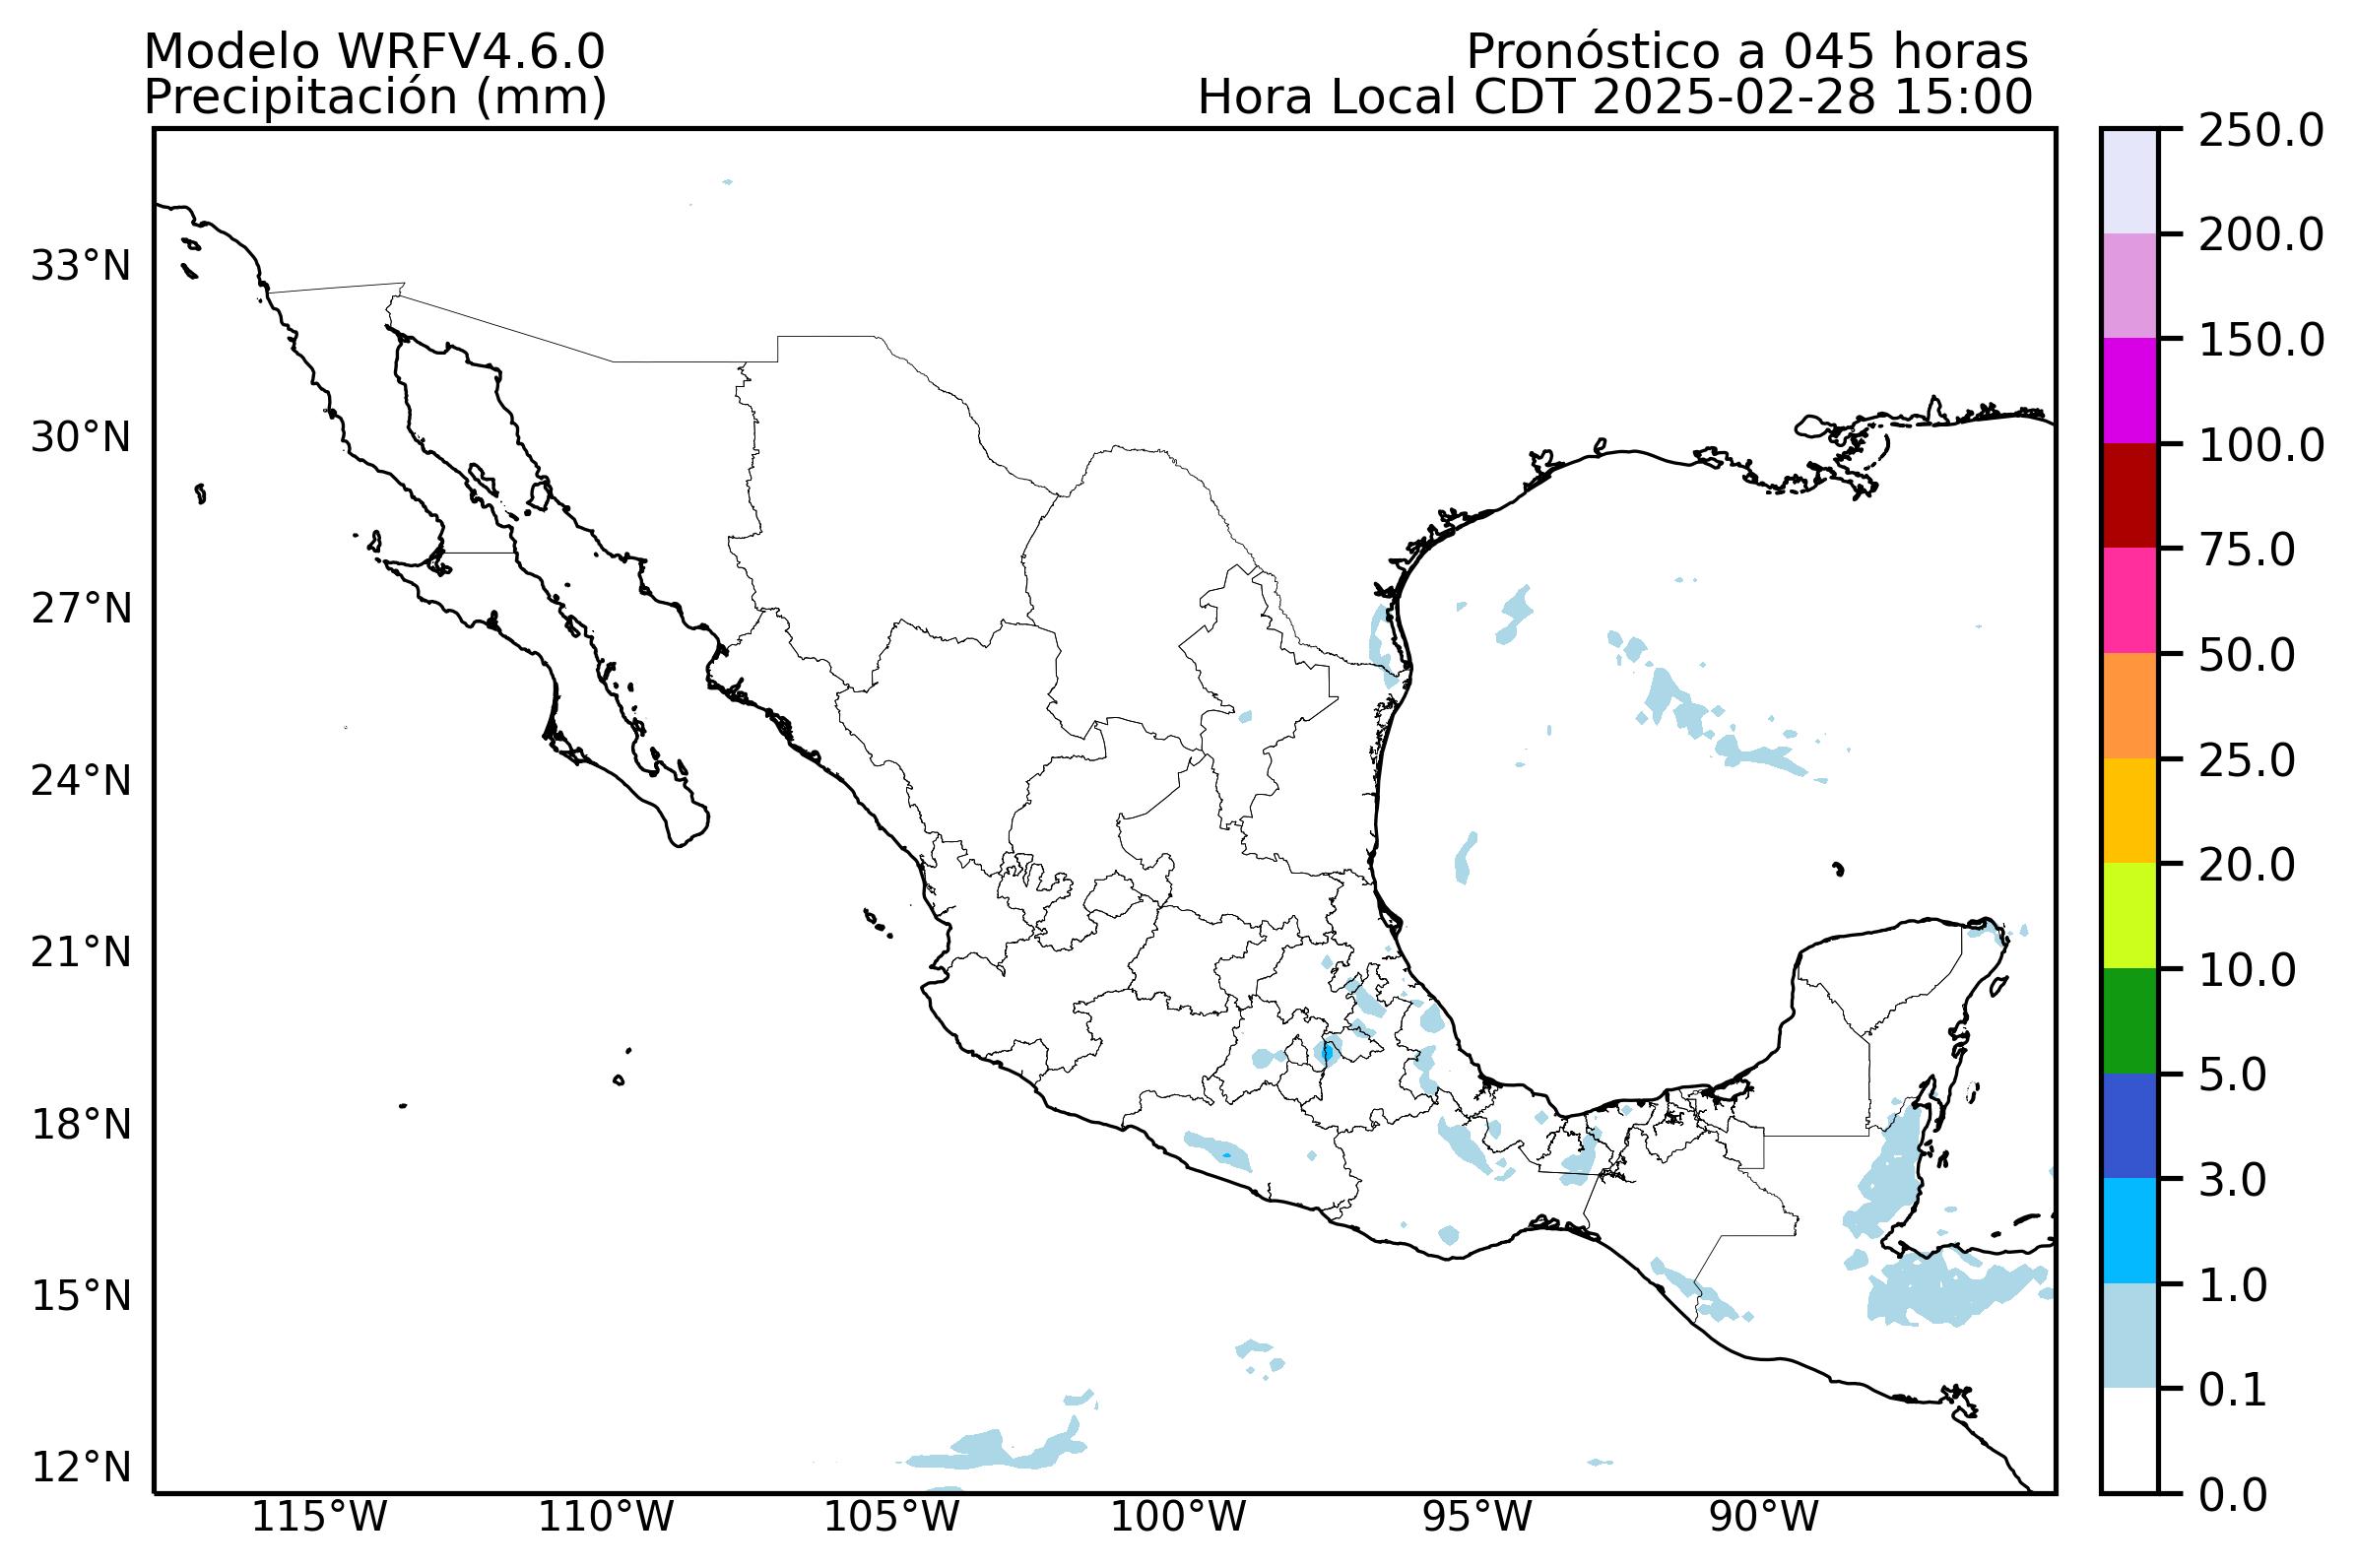 Modelo WRFV4.6.0
Precipitación (mm)
Pronóstico a 045 horas
Hora Local CDT 2025-02-28 15:00
33°N
30°N
27°N
24°N
21°N
18°N
15°N
12°N
115°W
110°W
105°W
100°W
95°W
90°W
250.0
200.0
150.0
100.0
75.0
50.0
25.0
20.0
10.0
5.0
3.0
1.0
0.1
0.0